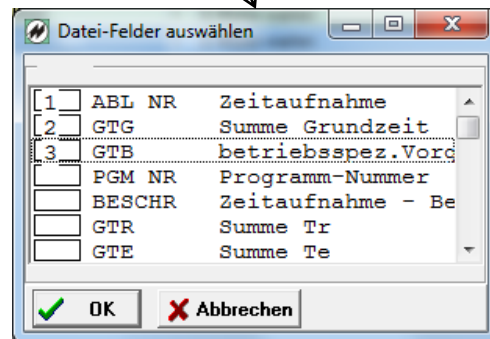 Datei-Felder auswählen
1 ABL NR Zeitaufnahme
2 GTG Summe Grundzeit
3 GTB betriebsspez.Vorg
PGM NR Programm-Nummer
BESCHR Zeitaufnahme - Be
GTR Summe Tr
GTE Summe Te
OK Abbrechen